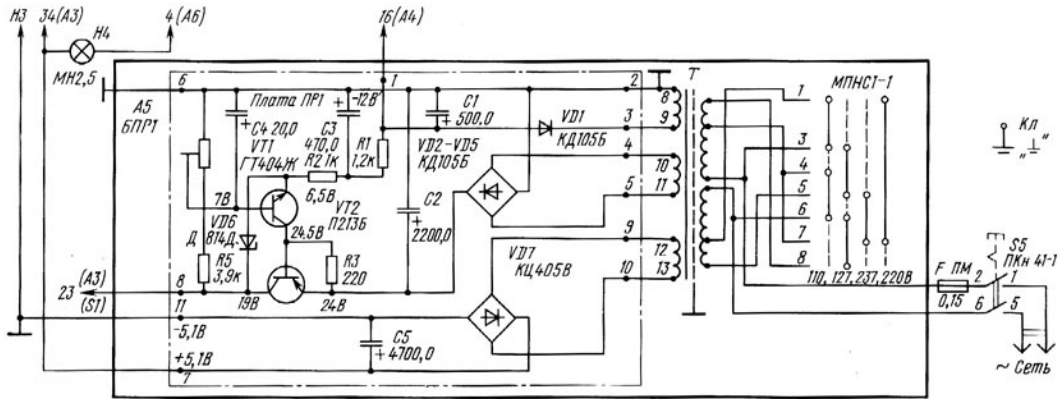 Н3
34(А3)
Н4
4(А6)
16(А4)
МН2,5
А5
6ПР1
6
Плата ПР1
-12В
1
С1
500,0
2
VD1
КД105Б
3
Т
8
9
МПНС1-1
1
3
4
5
6
7
8
110, 127, 237, 220В
С4 20,0
VT1
ГТ404Ж
С3
470,0
R2 1к
R1
1,2к
VD2-VD5
КД105Б
4
5
10
11
Кл
"⊥"
7В
6,5В
VT2
П213Б
С2
2200,0
VD6
814Д
Д
24.5В
R5
3,9к
R3
220
VD7
КЦ405В
9
10
12
13
S5
ПКн 41-1
F ПМ
0,15
2
1
6
5
23
(А3)
(S1)
8
19В
24В
11
-5,1В
+5,1В
7
С5
4700,0
~ Сеть